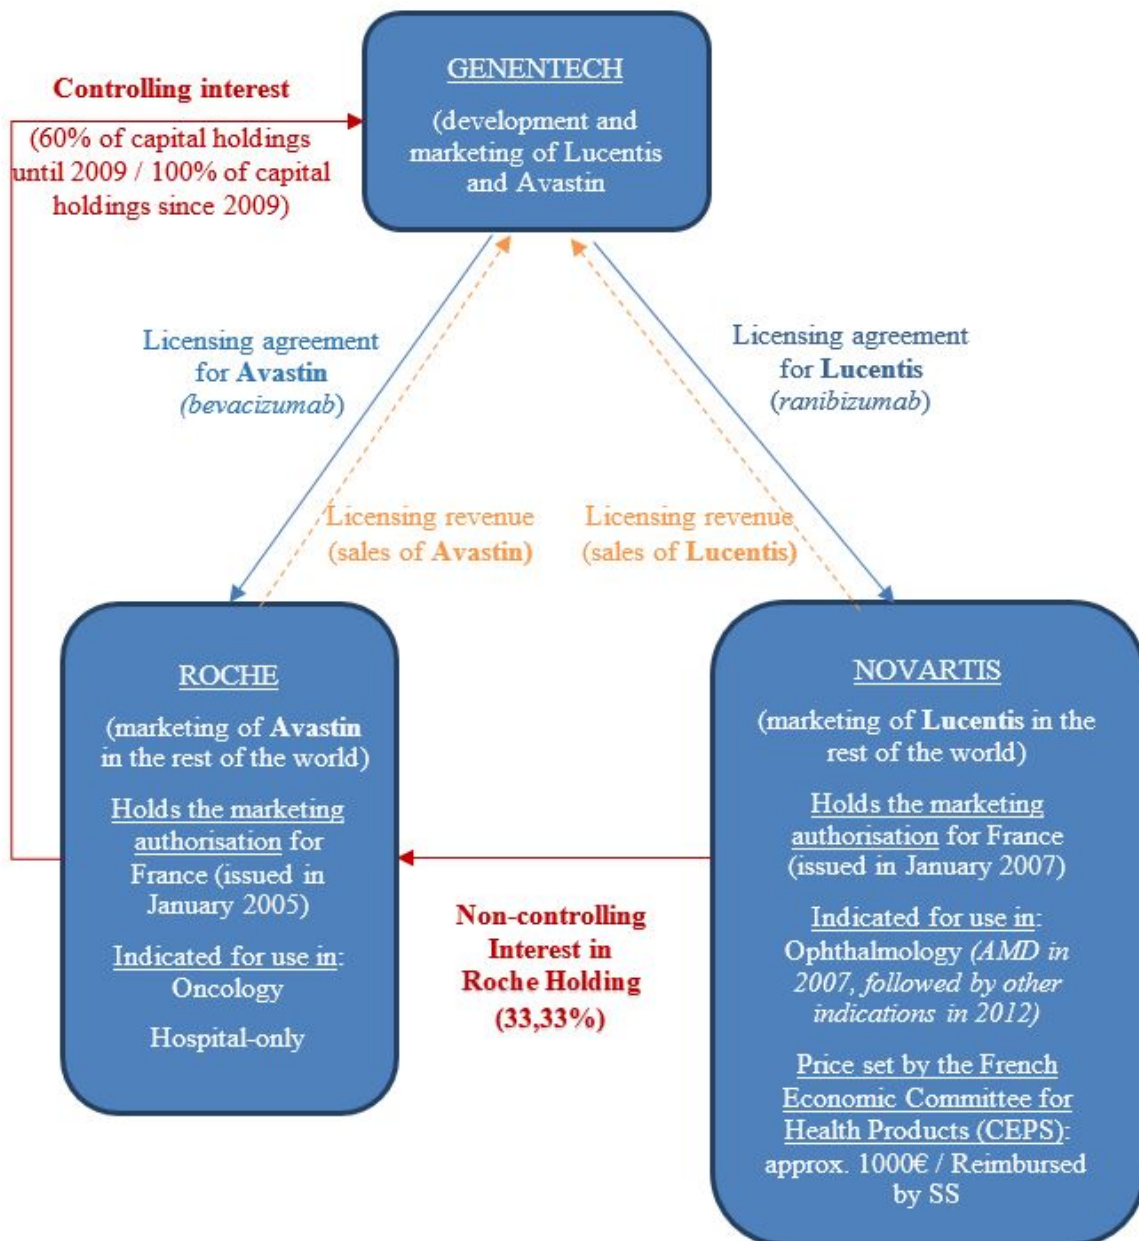 GENENTECH
(development and
marketing of Lucentis
and Avastin
Controlling interest
(60% of capital holdings
until 2009 / 100% of capital
holdings since 2009)
Licensing agreement
for Avastin
(bevacizumab)
Licensing agreement
for Lucentis
(ranibizumab)
Licensing revenue
(sales of Avastin)
Licensing revenue
(sales of Lucentis)
ROCHE
(marketing of Avastin
in the rest of the world)
Holds the marketing
authorisation for
France (issued in
January 2005)
Indicated for use in:
Oncology
Hospital-only
Non-controlling
Interest in
Roche Holding
(33,33%)
NOVARTIS
(marketing of Lucentis in the
rest of the world)
Holds the marketing
authorisation for France
(issued in January 2007)
Indicated for use in:
Ophthalmology (AMD in
2007, followed by other
indications in 2012)
Price set by the French
Economic Committee for
Health Products (CEPS):
approx. 1000€ / Reimbursed
by SS